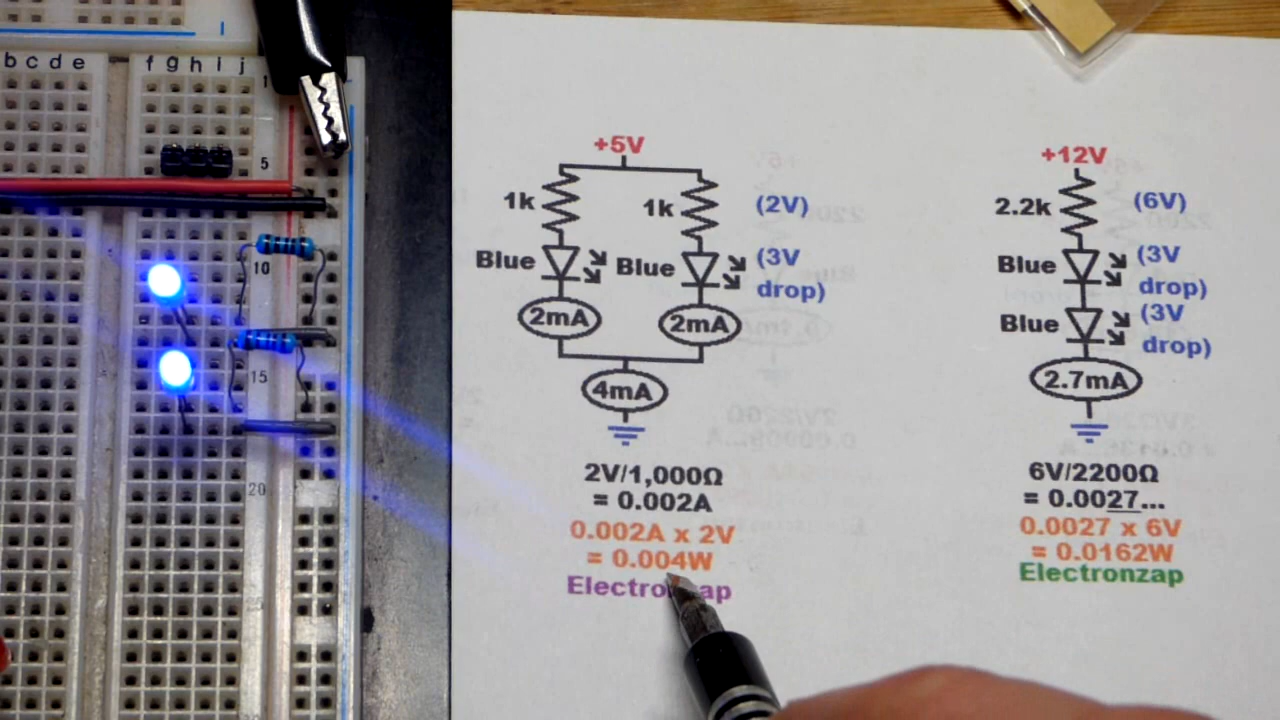 b c d e
f g h i j
1
5
10
15
20
+5V
1k
1k
(2V)
Blue
Blue
(3V
drop)
2mA
2mA
4mA
2V/1,000Ω
= 0.002A
0.002A x 2V
= 0.004W
+12V
2.2k
(6V)
Blue
(3V
drop)
Blue
(3V
drop)
2.7mA
6V/2200Ω
= 0.0027...
0.0027 x 6V
= 0.0162W
Electronzap